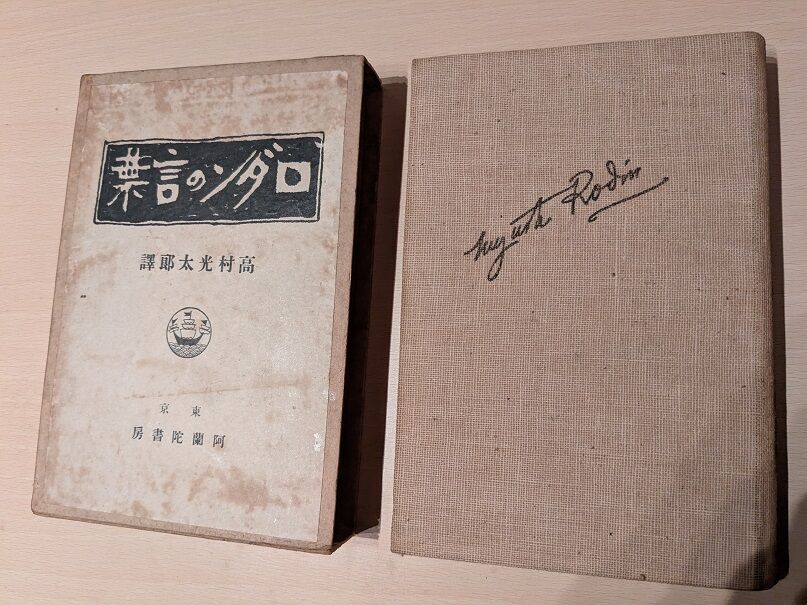 ロダンの言葉
高村光太郎譯
東京
阿蘭陀書房
Auguste Rodin